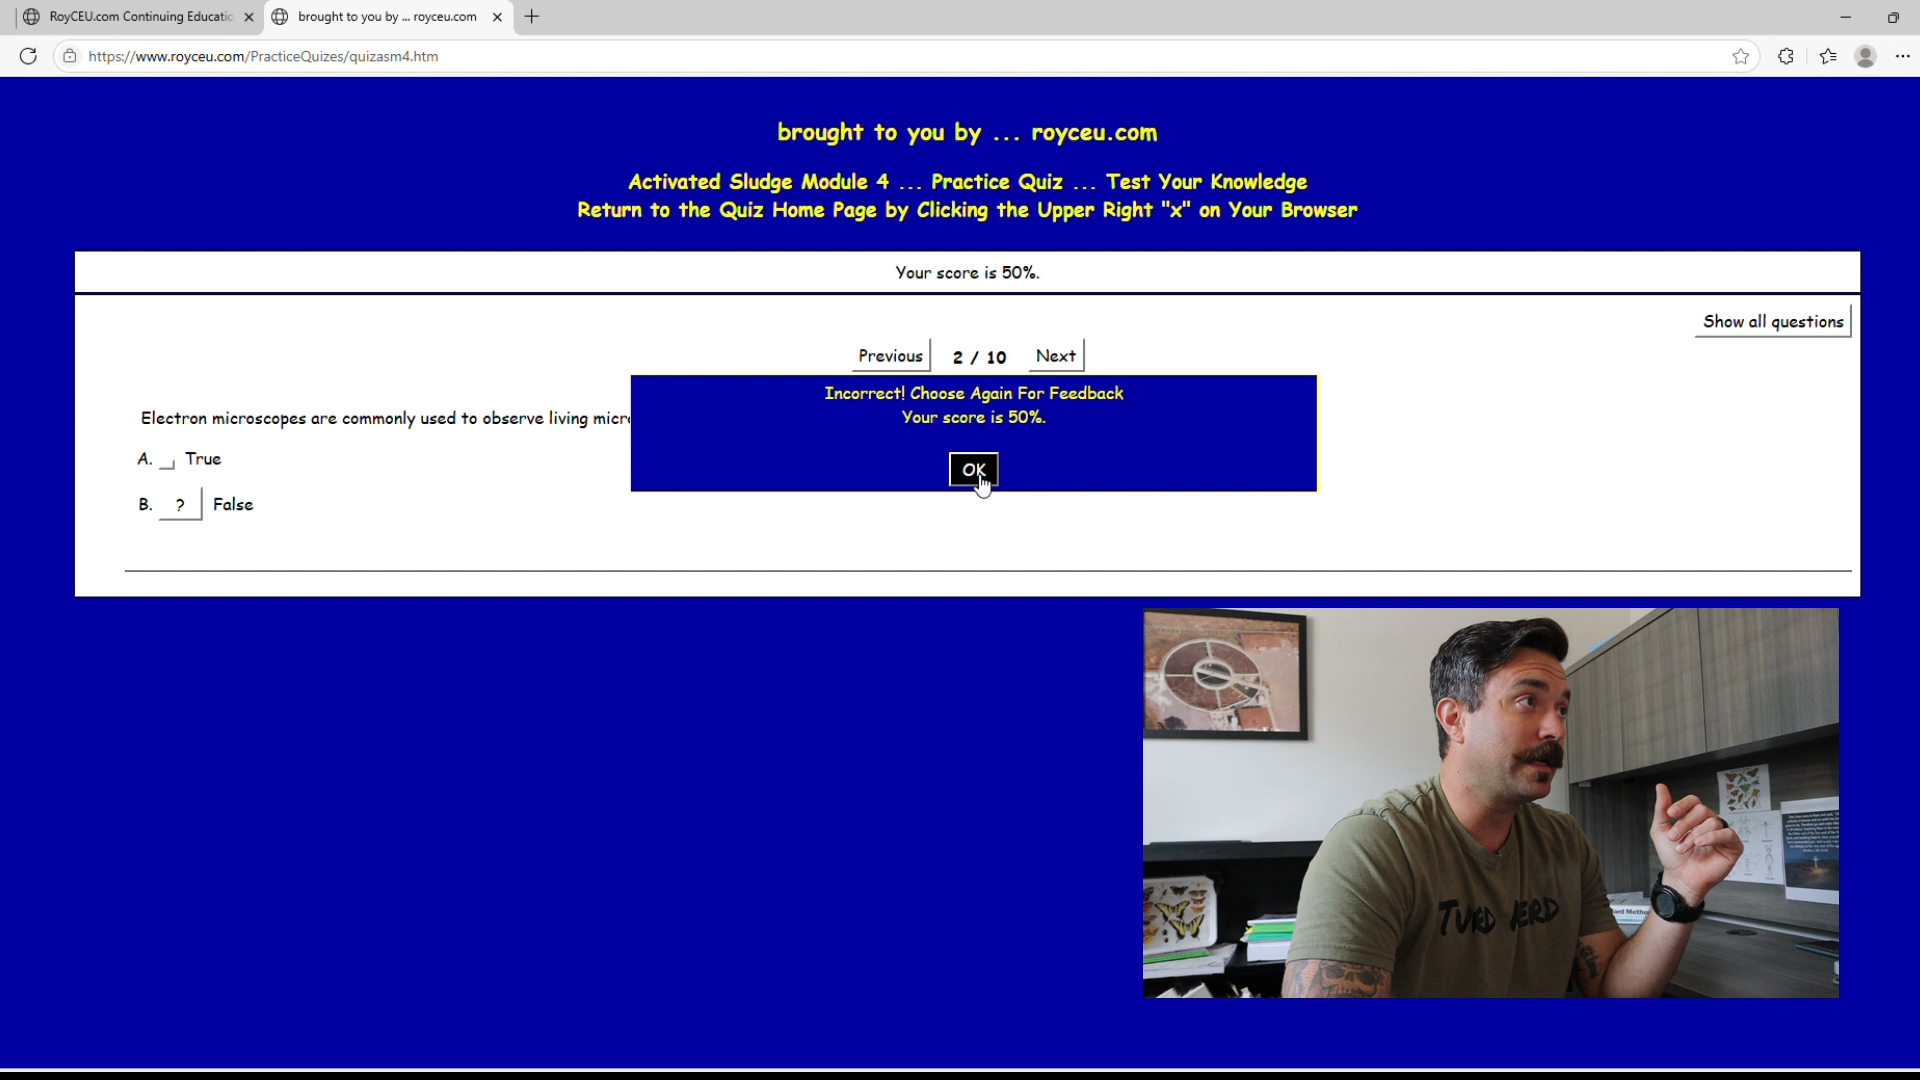 RoyCEU.com Continuing Educatic
brought to you by ... royceu.com
https://www.royceu.com/PracticeQuizes/quizasm4.htm
brought to you by ... royceu.com
Activated Sludge Module 4 ... Practice Quiz ... Test Your Knowledge
Return to the Quiz Home Page by Clicking the Upper Right "x" on Your Browser
Your score is 50%.
Show all questions
Previous 2 / 10 Next
Incorrect! Choose Again For Feedback
Your score is 50%.
OK
Electron microscopes are commonly used to observe living micr
A. True
B. ? False
TURD NERD